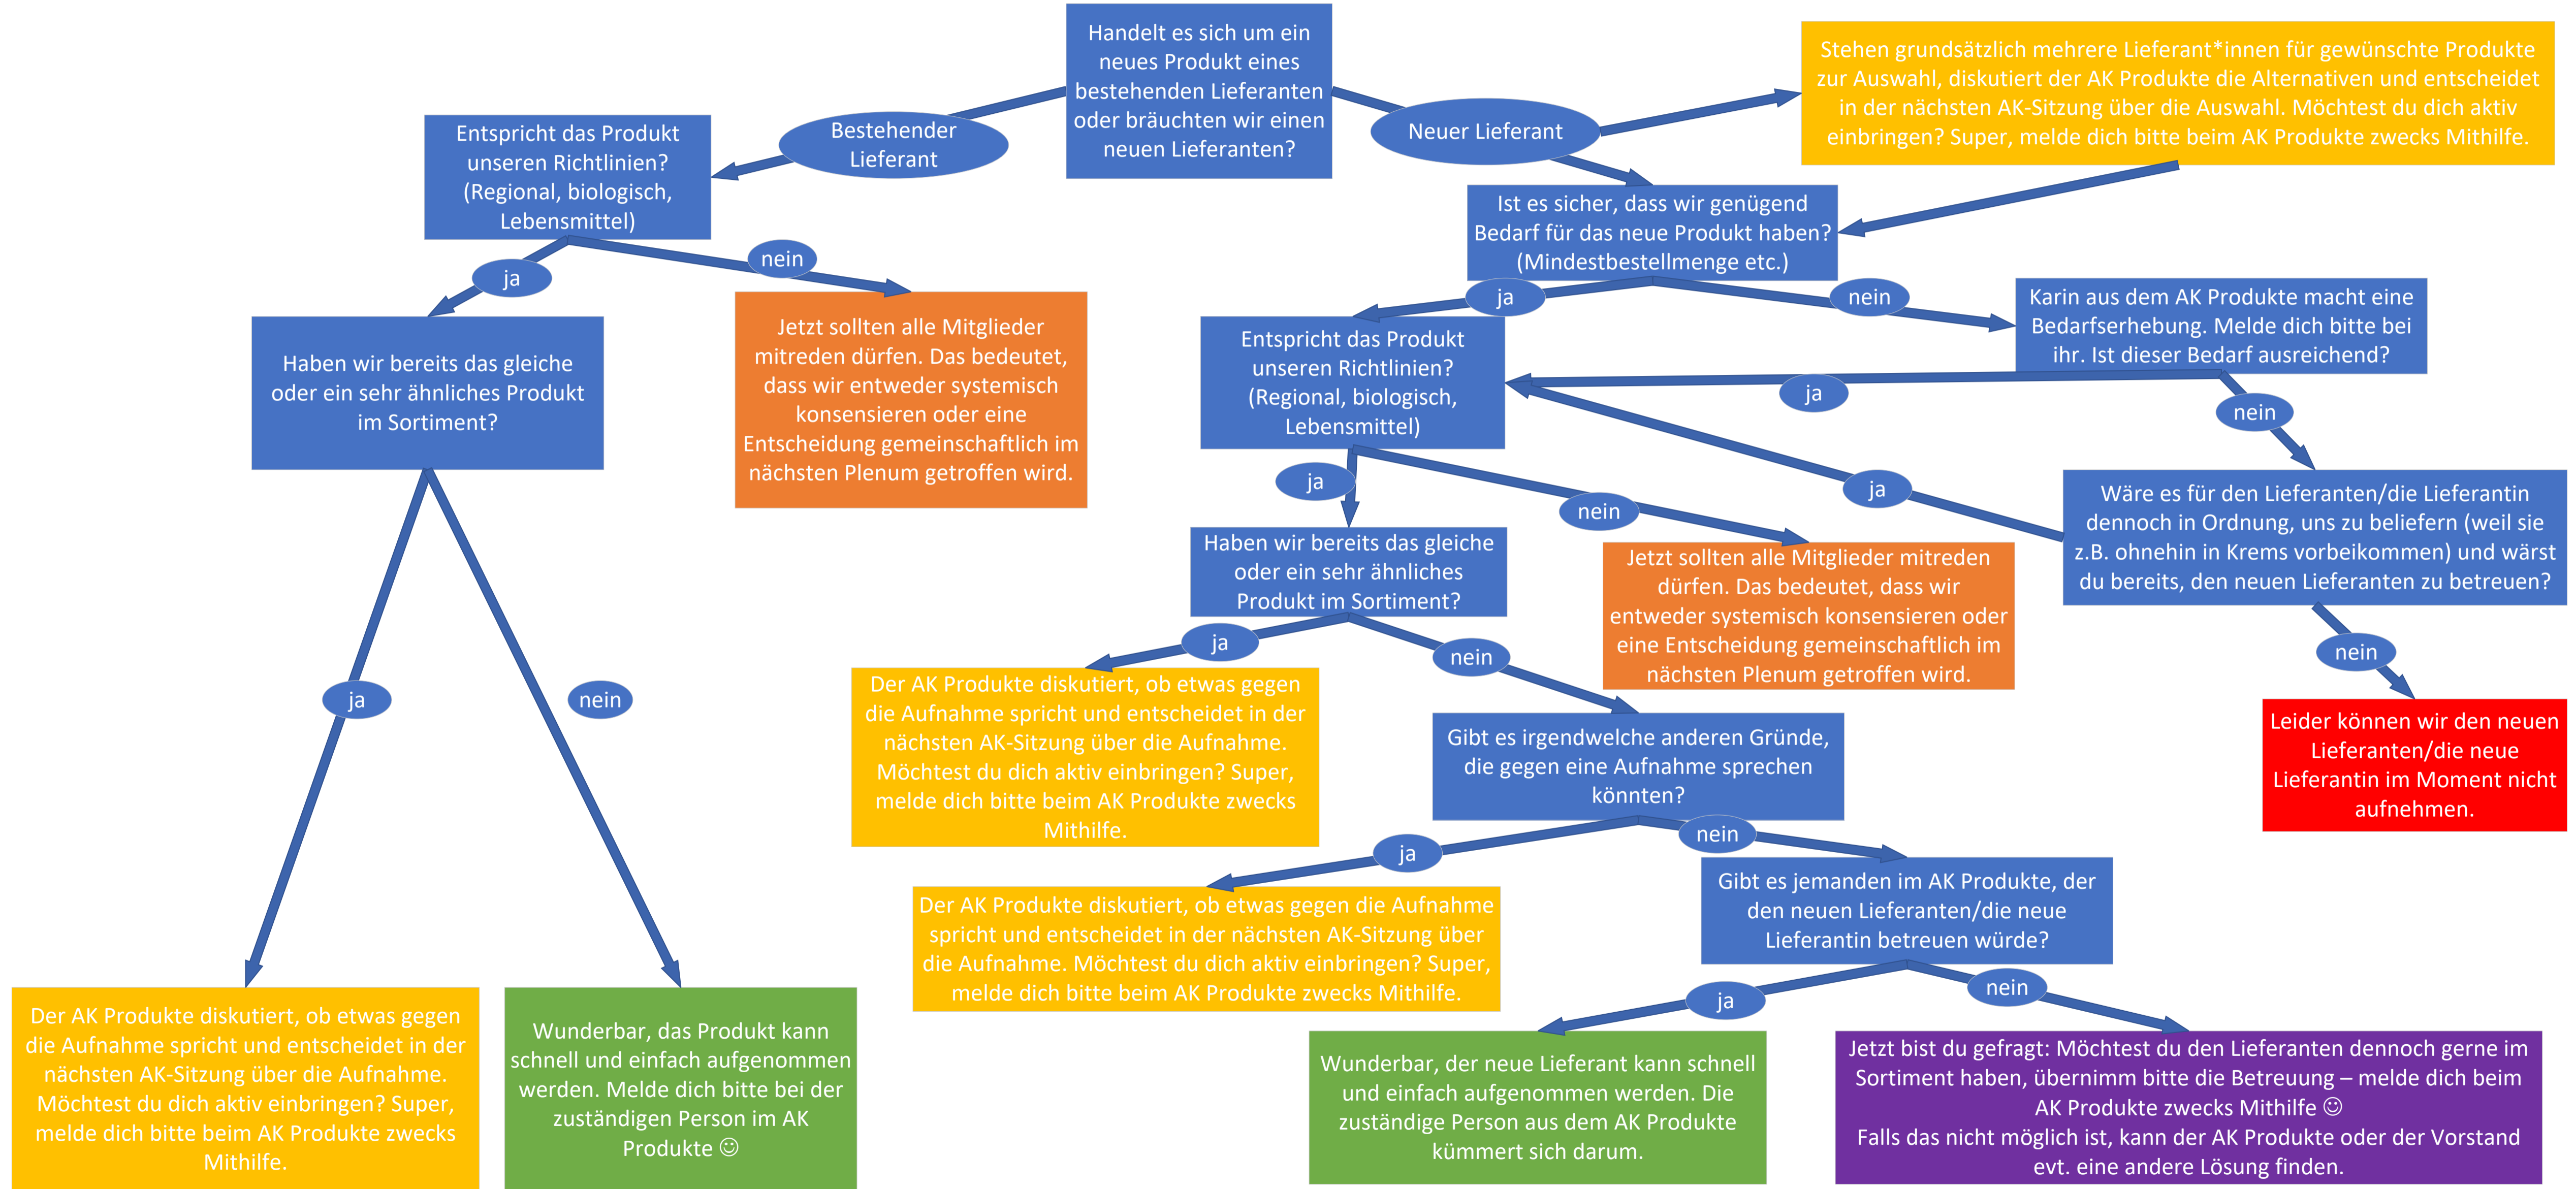 Handelt es sich um ein
neues Produkt eines
bestehenden Lieferanten
oder bräuchten wir einen
neuen Lieferanten?
Stehen grundsätzlich mehrere Lieferant*innen für gewünschte Produkte
zur Auswahl, diskutiert der AK Produkte die Alternativen und entscheidet
in der nächsten AK-Sitzung über die Auswahl. Möchtest du dich aktiv
einbringen? Super, melde dich bitte beim AK Produkte zwecks Mithilfe.
Bestehender
Lieferant
Neuer Lieferant
Entspricht das Produkt
unseren Richtlinien?
(Regional, biologisch,
Lebensmittel)
Ist es sicher, dass wir genügend
Bedarf für das neue Produkt haben?
(Mindestbestellmenge etc.)
ja
nein
ja
nein
Haben wir bereits das gleiche
oder ein sehr ähnliches Produkt
im Sortiment?
Jetzt sollten alle Mitglieder
mitreden dürfen. Das bedeutet,
dass wir entweder systemisch
konsensieren oder eine
Entscheidung gemeinschaftlich im
nächsten Plenum getroffen wird.
Entspricht das Produkt
unseren Richtlinien?
(Regional, biologisch,
Lebensmittel)
Karin aus dem AK Produkte macht eine
Bedarfserhebung. Melde dich bitte bei
ihr. Ist dieser Bedarf ausreichend?
ja
nein
ja
nein
ja
Wäre es für den Lieferanten/die Lieferantin
dennoch in Ordnung, uns zu beliefern (weil sie
z.B. ohnehin in Krems vorbeikommen) und wärst
du bereits, den neuen Lieferanten zu betreuen?
Haben wir bereits das gleiche
oder ein sehr ähnliches
Produkt im Sortiment?
Jetzt sollten alle Mitglieder mitreden
dürfen. Das bedeutet, dass wir
entweder systemisch konsensieren oder
eine Entscheidung gemeinschaftlich im
nächsten Plenum getroffen wird.
ja
nein
nein
ja
nein
Der AK Produkte diskutiert, ob etwas gegen
die Aufnahme spricht und entscheidet in der
nächsten AK-Sitzung über die Aufnahme.
Möchtest du dich aktiv einbringen? Super,
melde dich bitte beim AK Produkte zwecks
Mithilfe.
Gibt es irgendwelche anderen Gründe,
die gegen eine Aufnahme sprechen
könnten?
Leider können wir den neuen
Lieferanten/die neue
Lieferantin im Moment nicht
aufnehmen.
ja
nein
Der AK Produkte diskutiert, ob etwas gegen die Aufnahme
spricht und entscheidet in der nächsten AK-Sitzung über
die Aufnahme. Möchtest du dich aktiv einbringen? Super,
melde dich bitte beim AK Produkte zwecks Mithilfe.
Gibt es jemanden im AK Produkte, der
den neuen Lieferanten/die neue
Lieferantin betreuen würde?
ja
nein
Der AK Produkte diskutiert, ob etwas gegen
die Aufnahme spricht und entscheidet in der
nächsten AK-Sitzung über die Aufnahme.
Möchtest du dich aktiv einbringen? Super,
melde dich bitte beim AK Produkte zwecks
Mithilfe.
Wunderbar, das Produkt kann
schnell und einfach aufgenommen
werden. Melde dich bitte bei der
zuständigen Person im AK
Produkte ☺
Wunderbar, der neue Lieferant kann schnell
und einfach aufgenommen werden. Die
zuständige Person aus dem AK Produkte
kümmert sich darum.
Jetzt bist du gefragt: Möchtest du den Lieferanten dennoch gerne im
Sortiment haben, übernimm bitte die Betreuung – melde dich beim
AK Produkte zwecks Mithilfe ☺
Falls das nicht möglich ist, kann der AK Produkte oder der Vorstand
evt. eine andere Lösung finden.